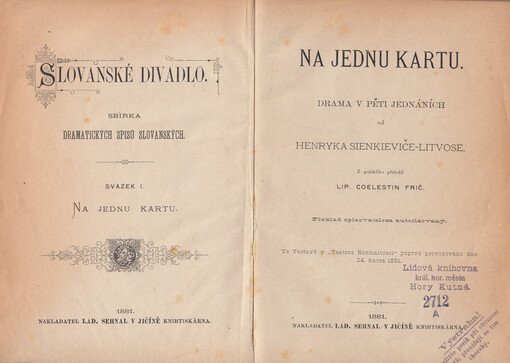 SLOVANSKÉ DIVADLO.
SBÍRKA
DRAMATICKÝCH SPISŮ SLOVANSKÝCH.
SVAZEK I.
NA JEDNU KARTU.
1881.
NAKLADATEL LAD. SEHNAL V JIČÍNĚ KNIHTISKÁRNA.
NA JEDNU KARTU.
DRAMA V PĚTI JEDNÁNÍCH
od
HENRYKA SIENKIEVIČE-LITVOSE.
Z polského přeložil
LIP. COELESTIN FRIČ.
Překlad spisovatelem autorisovaný.
Ve Varšavě v „Teatrze Rozmaitości" poprvé provozováno dne
24. února 1881.
Lidová knihovna
král. hor. města
Hory Kutné.
2712
A
1881.
NAKLADATEL LAD. SEHNAL V JIČÍNĚ KNIHTISKÁRNA.
Výstraha!